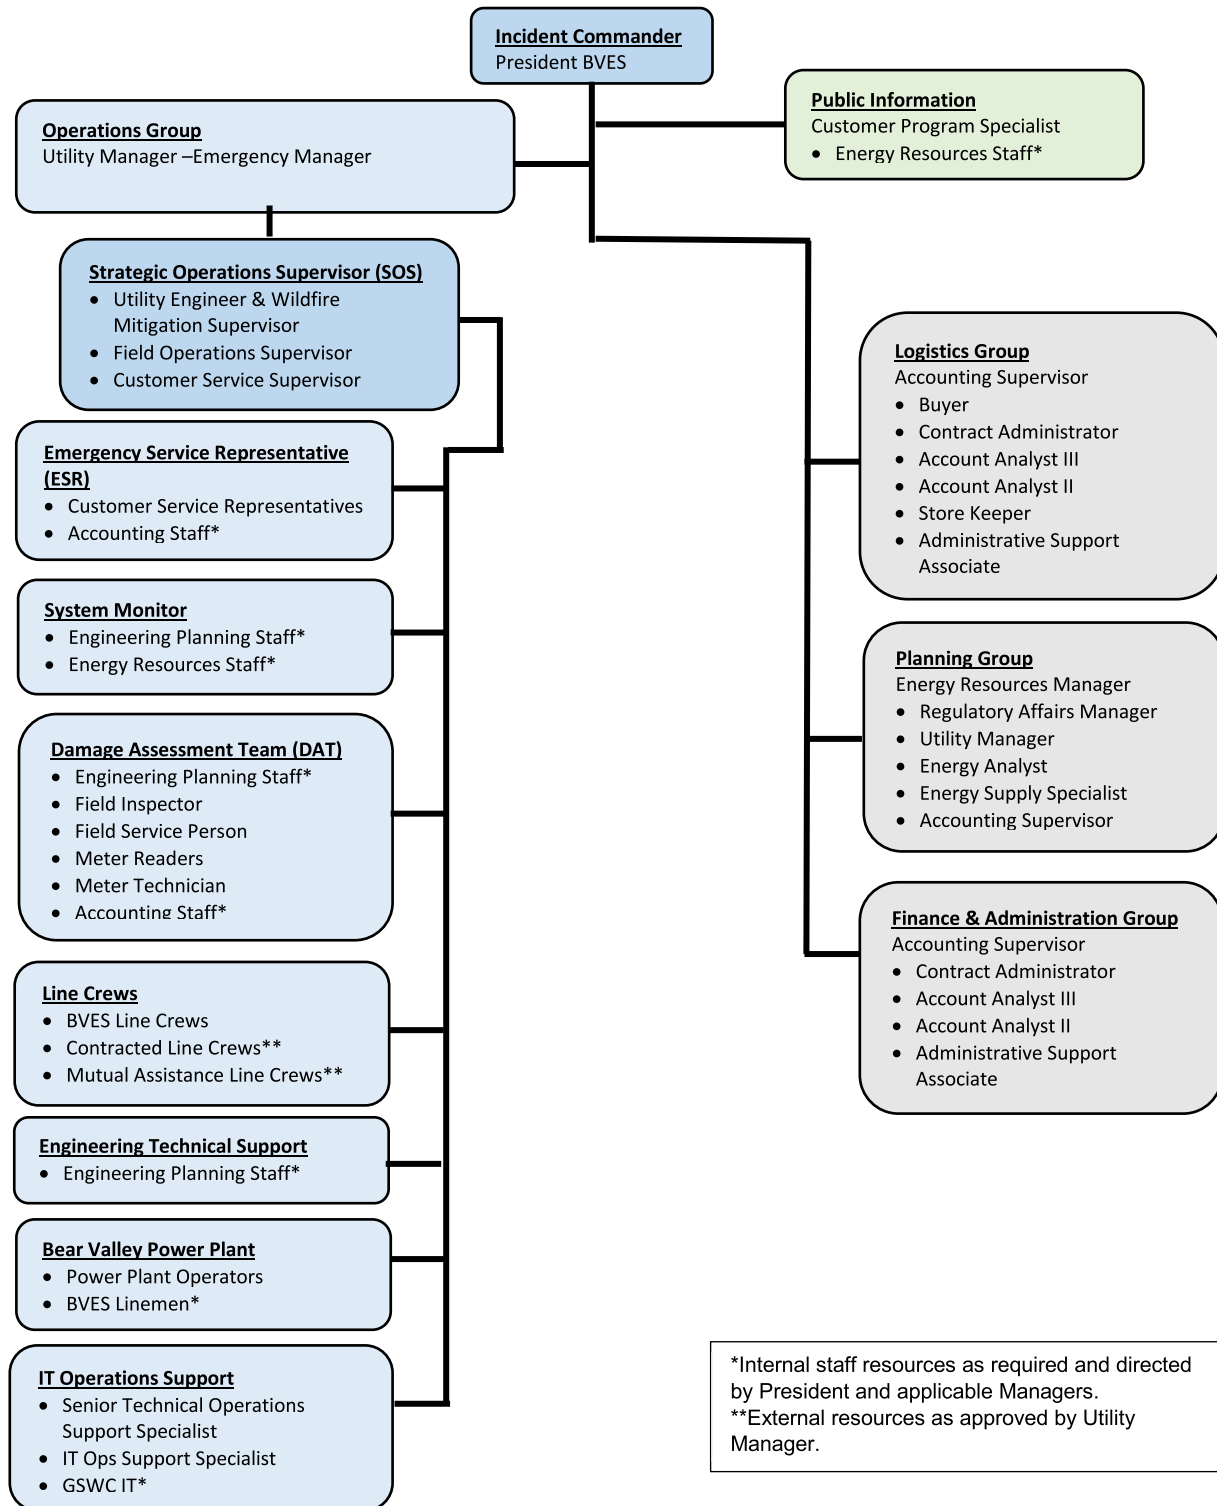 Incident Commander
President BVES
Public Information
Customer Program Specialist
• Energy Resources Staff*
Operations Group
Utility Manager –Emergency Manager
Strategic Operations Supervisor (SOS)
• Utility Engineer & Wildfire
Mitigation Supervisor
• Field Operations Supervisor
• Customer Service Supervisor
Emergency Service Representative
(ESR)
• Customer Service Representatives
• Accounting Staff*
System Monitor
• Engineering Planning Staff*
• Energy Resources Staff*
Damage Assessment Team (DAT)
• Engineering Planning Staff*
• Field Inspector
• Field Service Person
• Meter Readers
• Meter Technician
• Accounting Staff*
Line Crews
• BVES Line Crews
• Contracted Line Crews**
• Mutual Assistance Line Crews**
Engineering Technical Support
• Engineering Planning Staff*
Bear Valley Power Plant
• Power Plant Operators
• BVES Linemen*
IT Operations Support
• Senior Technical Operations
Support Specialist
• IT Ops Support Specialist
• GSWC IT*
Logistics Group
Accounting Supervisor
• Buyer
• Contract Administrator
• Account Analyst III
• Account Analyst II
• Store Keeper
• Administrative Support
Associate
Planning Group
Energy Resources Manager
• Regulatory Affairs Manager
• Utility Manager
• Energy Analyst
• Energy Supply Specialist
• Accounting Supervisor
Finance & Administration Group
Accounting Supervisor
• Contract Administrator
• Account Analyst III
• Account Analyst II
• Administrative Support
Associate
*Internal staff resources as required and directed
by President and applicable Managers.
**External resources as approved by Utility
Manager.